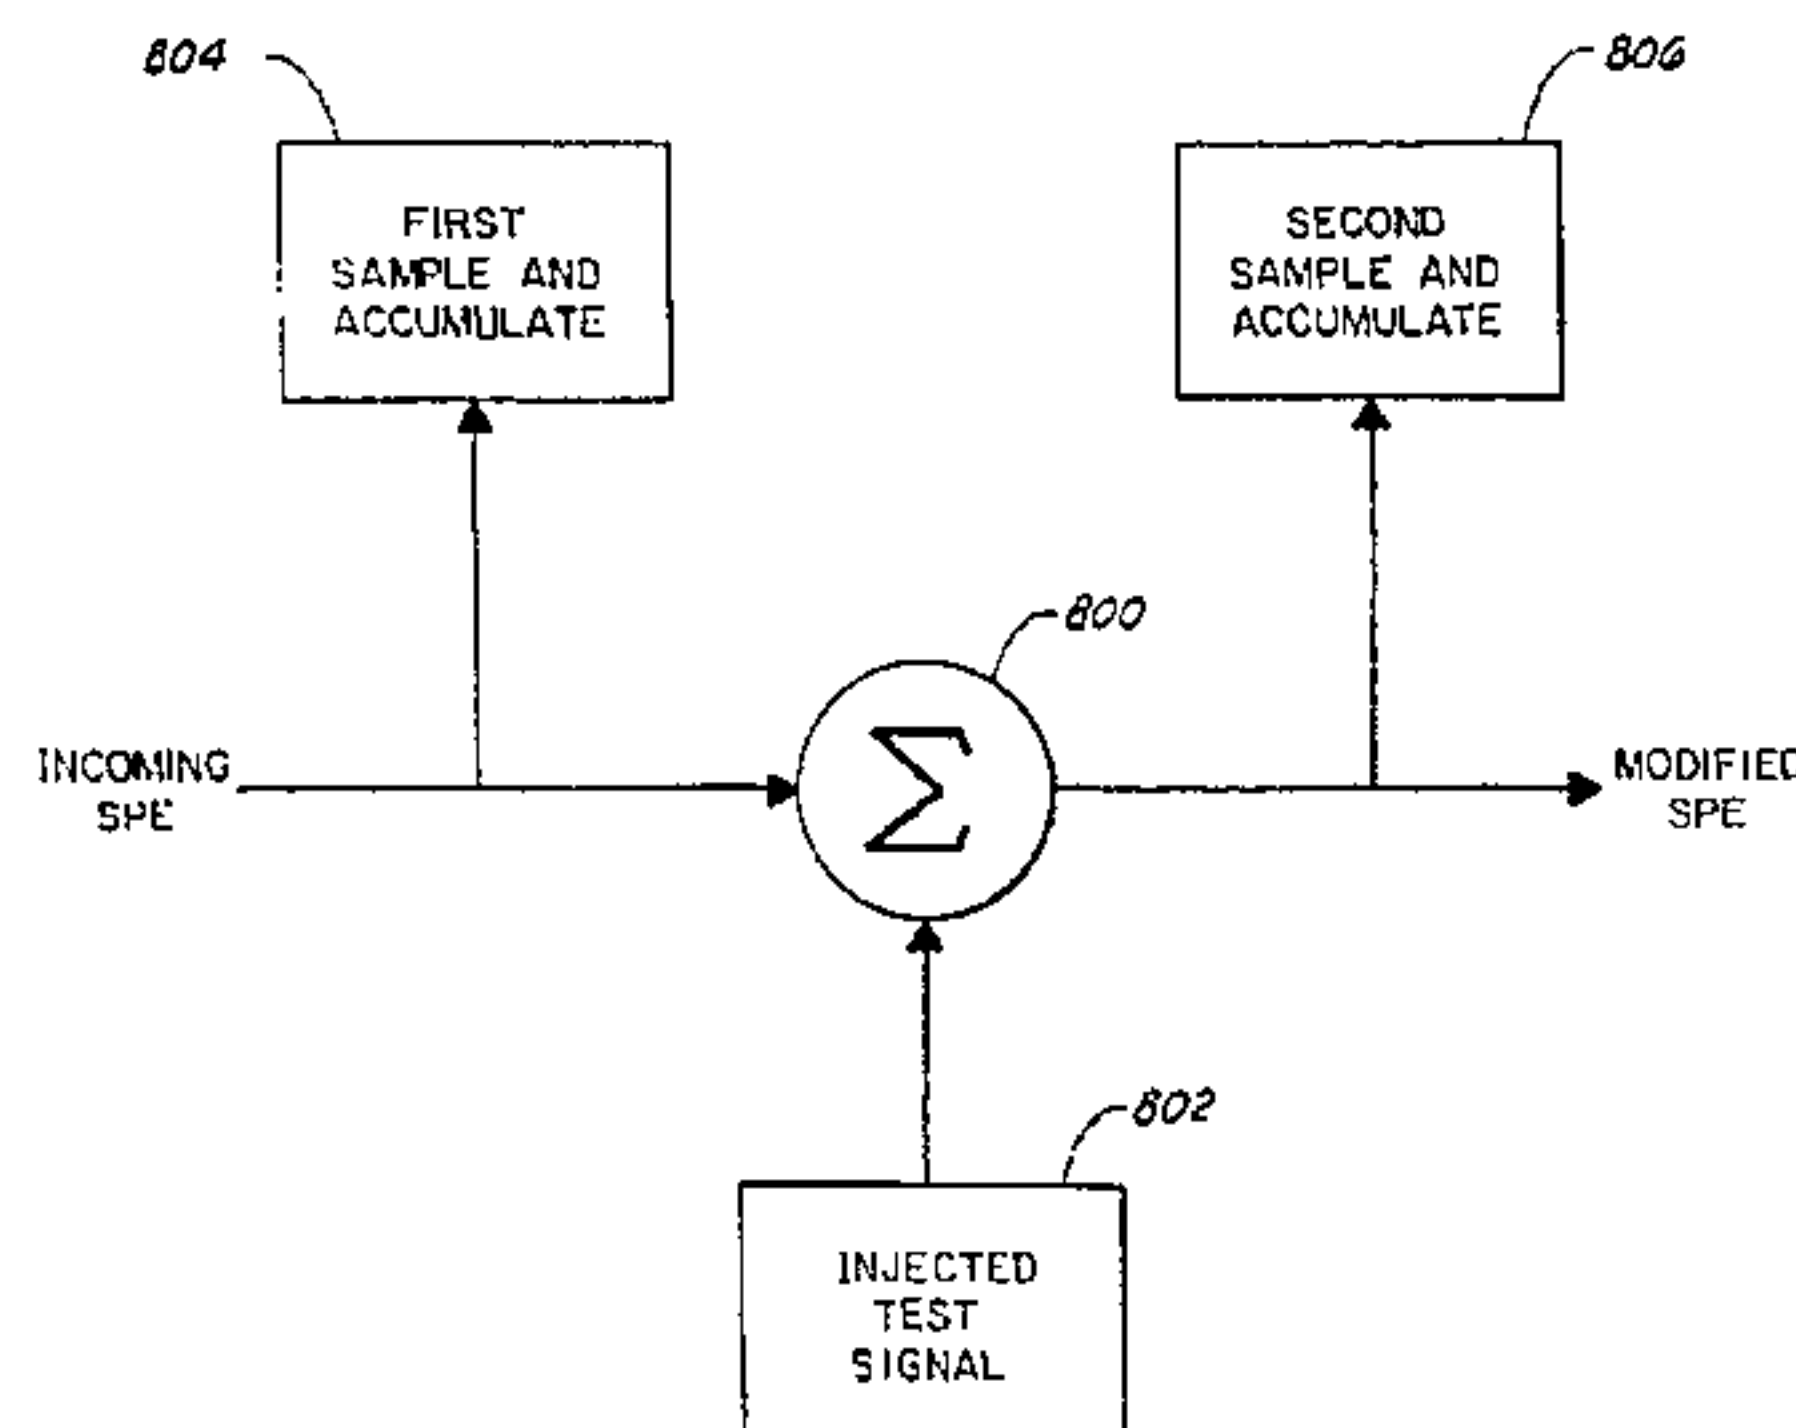 804
806
FIRST
SAMPLE AND
ACCUMULATE
SECOND
SAMPLE AND
ACCUMULATE
800
Σ
INCOMING
SPE
MODIFIED
SPE
802
INJECTED
TEST
SIGNAL